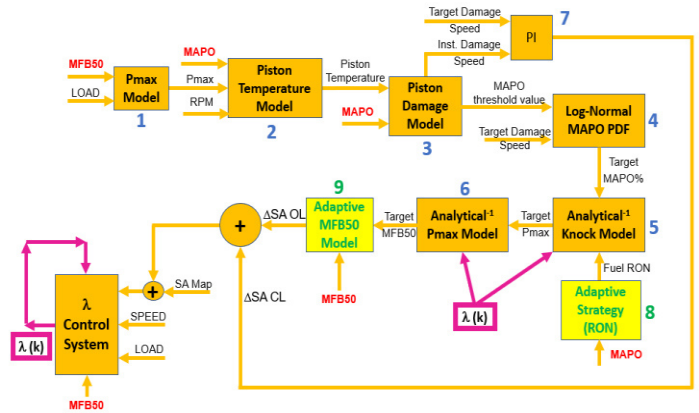 Target Damage
Speed
7
PI
Inst. Damage
Speed
MFB50
LOAD
Pmax
Model
1
MAPO
Pmax
RPM
Piston
Temperature
Model
2
Piston
Temperature
MAPO
Piston
Damage
Model
3
MAPO
threshold value
Target Damage
Speed
Log-Normal
MAPO PDF
4
Target
MAPO%
9
Adaptive
MFB50
Model
MFB50
6
Analytical-1
Pmax Model
Target
MFB50
Analytical-1
Knock Model
5
Target
Pmax
Fuel RON
Adaptive
Strategy
(RON)
8
MAPO
λ (k)
ΔSA OL
+
ΔSA CL
+
SA Map
SPEED
LOAD
λ
Control
System
λ (k)
MFB50